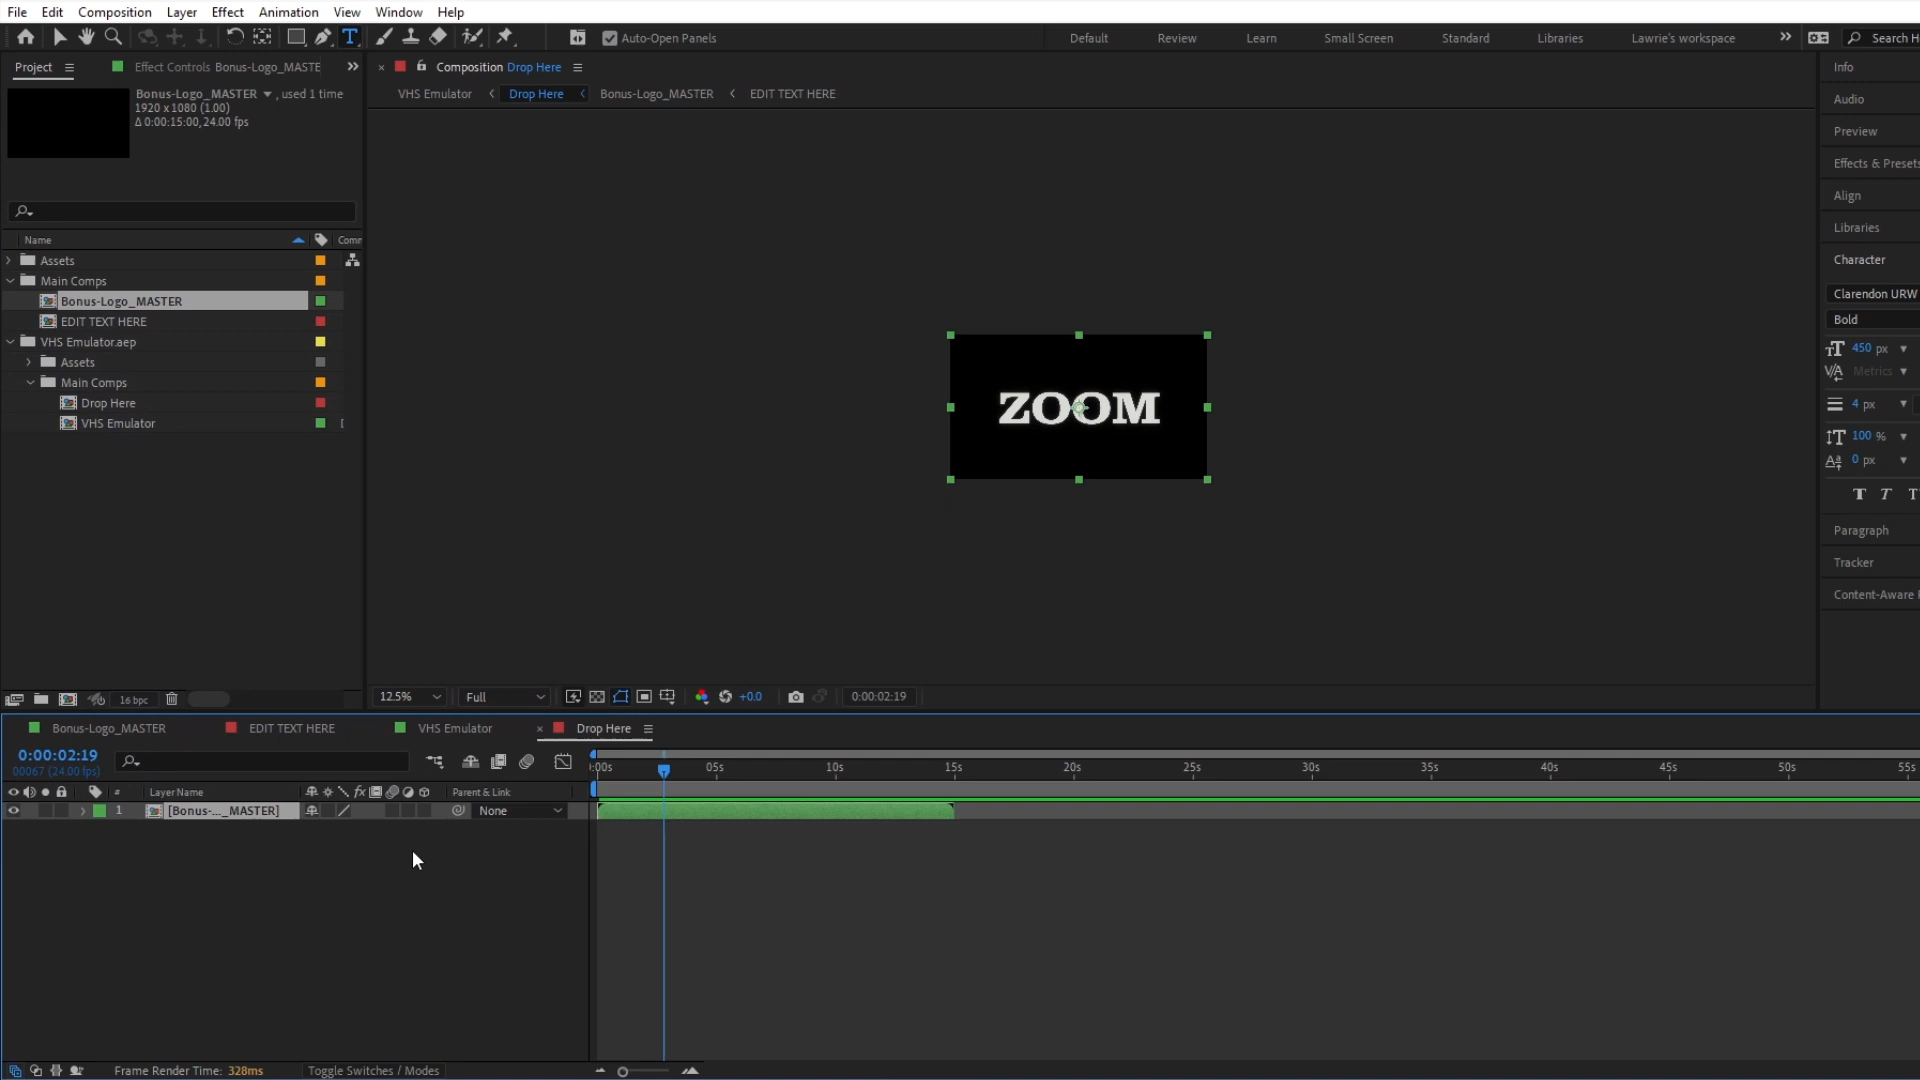 File Edit Composition Layer Effect Animation View Window Help
Auto-Open Panels
Default Review Learn Small Screen Standard Libraries Lawrie's workspace
Search H
Project
Effect Controls Bonus-Logo_MASTE
Composition Drop Here
VHS Emulator Drop Here Bonus-Logo_MASTER EDIT TEXT HERE
Bonus-Logo_MASTER , used 1 time
1920 x 1080 (1.00)
Δ 0:00:15:00, 24.00 fps
Name Comm
Assets
Main Comps
Bonus-Logo_MASTER
EDIT TEXT HERE
VHS Emulator.aep
Assets
Main Comps
Drop Here
VHS Emulator
16 bpc
ZOOM
12.5% Full +0.0 0:00:02:19
Info
Audio
Preview
Effects & Presets
Align
Libraries
Character
Clarendon URW
Bold
450 px
Metrics
4 px
100 %
0 px
Paragraph
Tracker
Content-Aware F
Bonus-Logo_MASTER EDIT TEXT HERE VHS Emulator Drop Here
0:00:02:19
00067 (24.00 fps)
:00s 05s 10s 15s 20s 25s 30s 35s 40s 45s 50s 55s
# Layer Name Parent & Link
1 [Bonus-..._MASTER] None
Frame Render Time: 328ms Toggle Switches / Modes